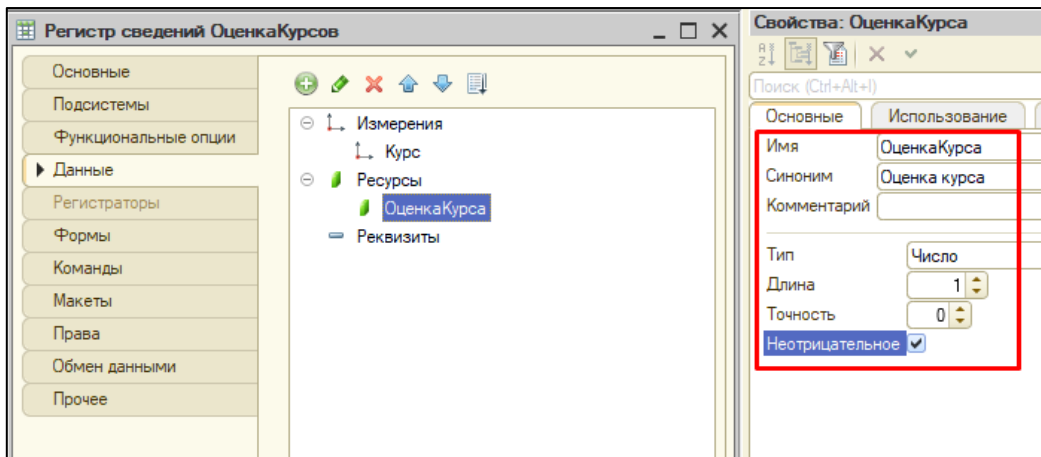 Регистр сведений ОценкаКурсов
Основные
Подсистемы
Функциональные опции
Данные
Регистраторы
Формы
Команды
Макеты
Права
Обмен данными
Прочее
Измерения
Курс
Ресурсы
ОценкаКурса
Реквизиты
Свойства: ОценкаКурса
Поиск (Ctrl+Alt+I)
Основные Использование
Имя ОценкаКурса
Синоним Оценка курса
Комментарий
Тип Число
Длина 1
Точность 0
Неотрицательное